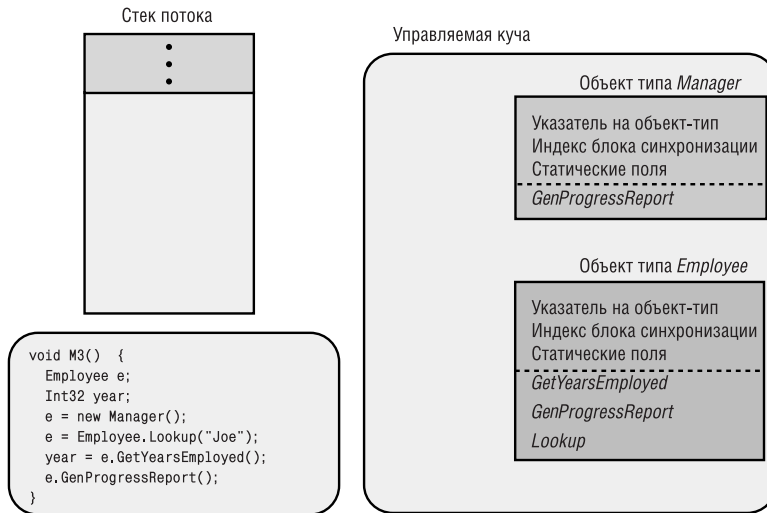 Стек потока
Управляемая куча
Объект типа Manager
Указатель на объект-тип
Индекс блока синхронизации
Статические поля
GenProgressReport
Объект типа Employee
Указатель на объект-тип
Индекс блока синхронизации
Статические поля
GetYearsEmployed
GenProgressReport
Lookup
void M3() {
Employee e;
Int32 year;
e = new Manager();
e = Employee.Lookup("Joe");
year = e.GetYearsEmployed();
e.GenProgressReport();
}